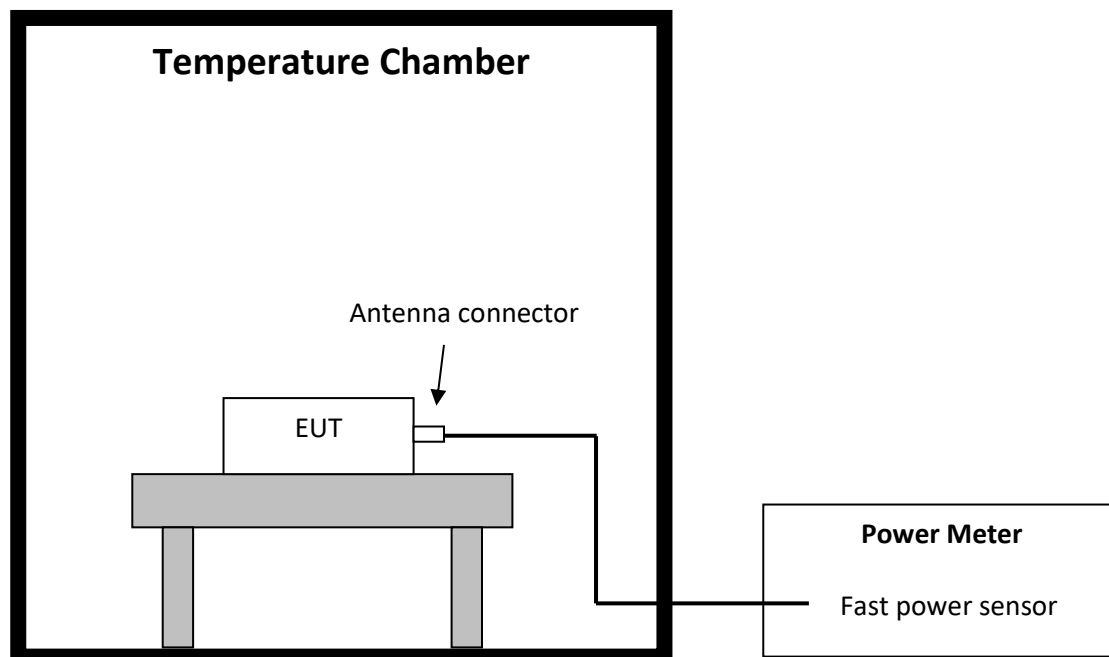 Temperature Chamber
Antenna connector
EUT
Power Meter
Fast power sensor